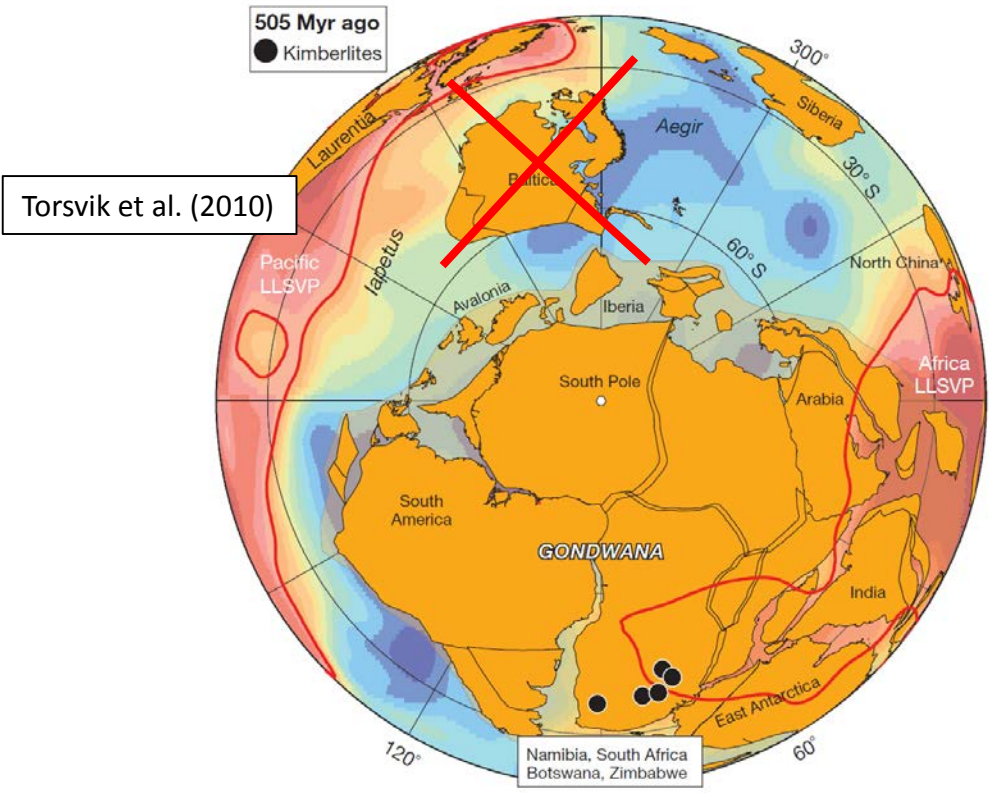 505 Myr ago
Kimberlites
Torsvik et al. (2010)
300°
Siberia
Laurentia
Aegir
Baltica
30° S
60° S
Iapetus
Pacific
LLSVP
North China
Avalonia
Iberia
Africa
LLSVP
South Pole
Arabia
South
America
GONDWANA
India
East Antarctica
120°
60°
Namibia, South Africa
Botswana, Zimbabwe